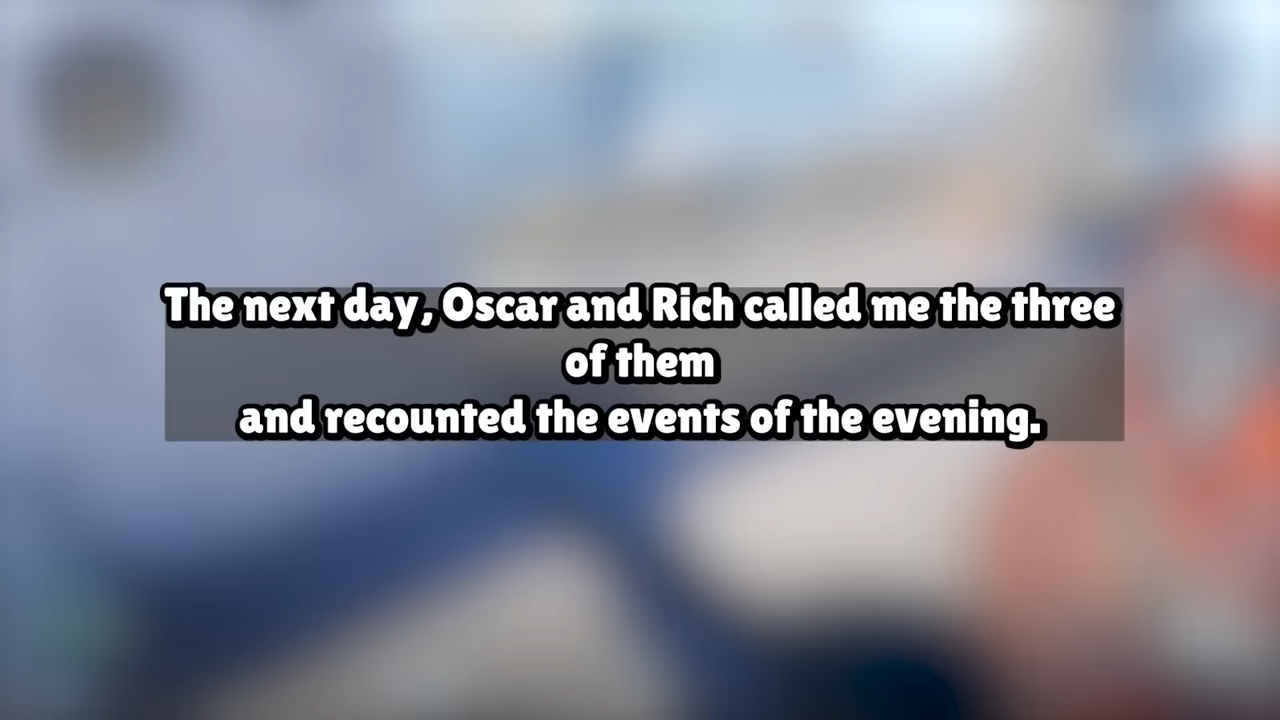 The next day, Oscar and Rich called me the three
of them
and recounted the events of the evening.